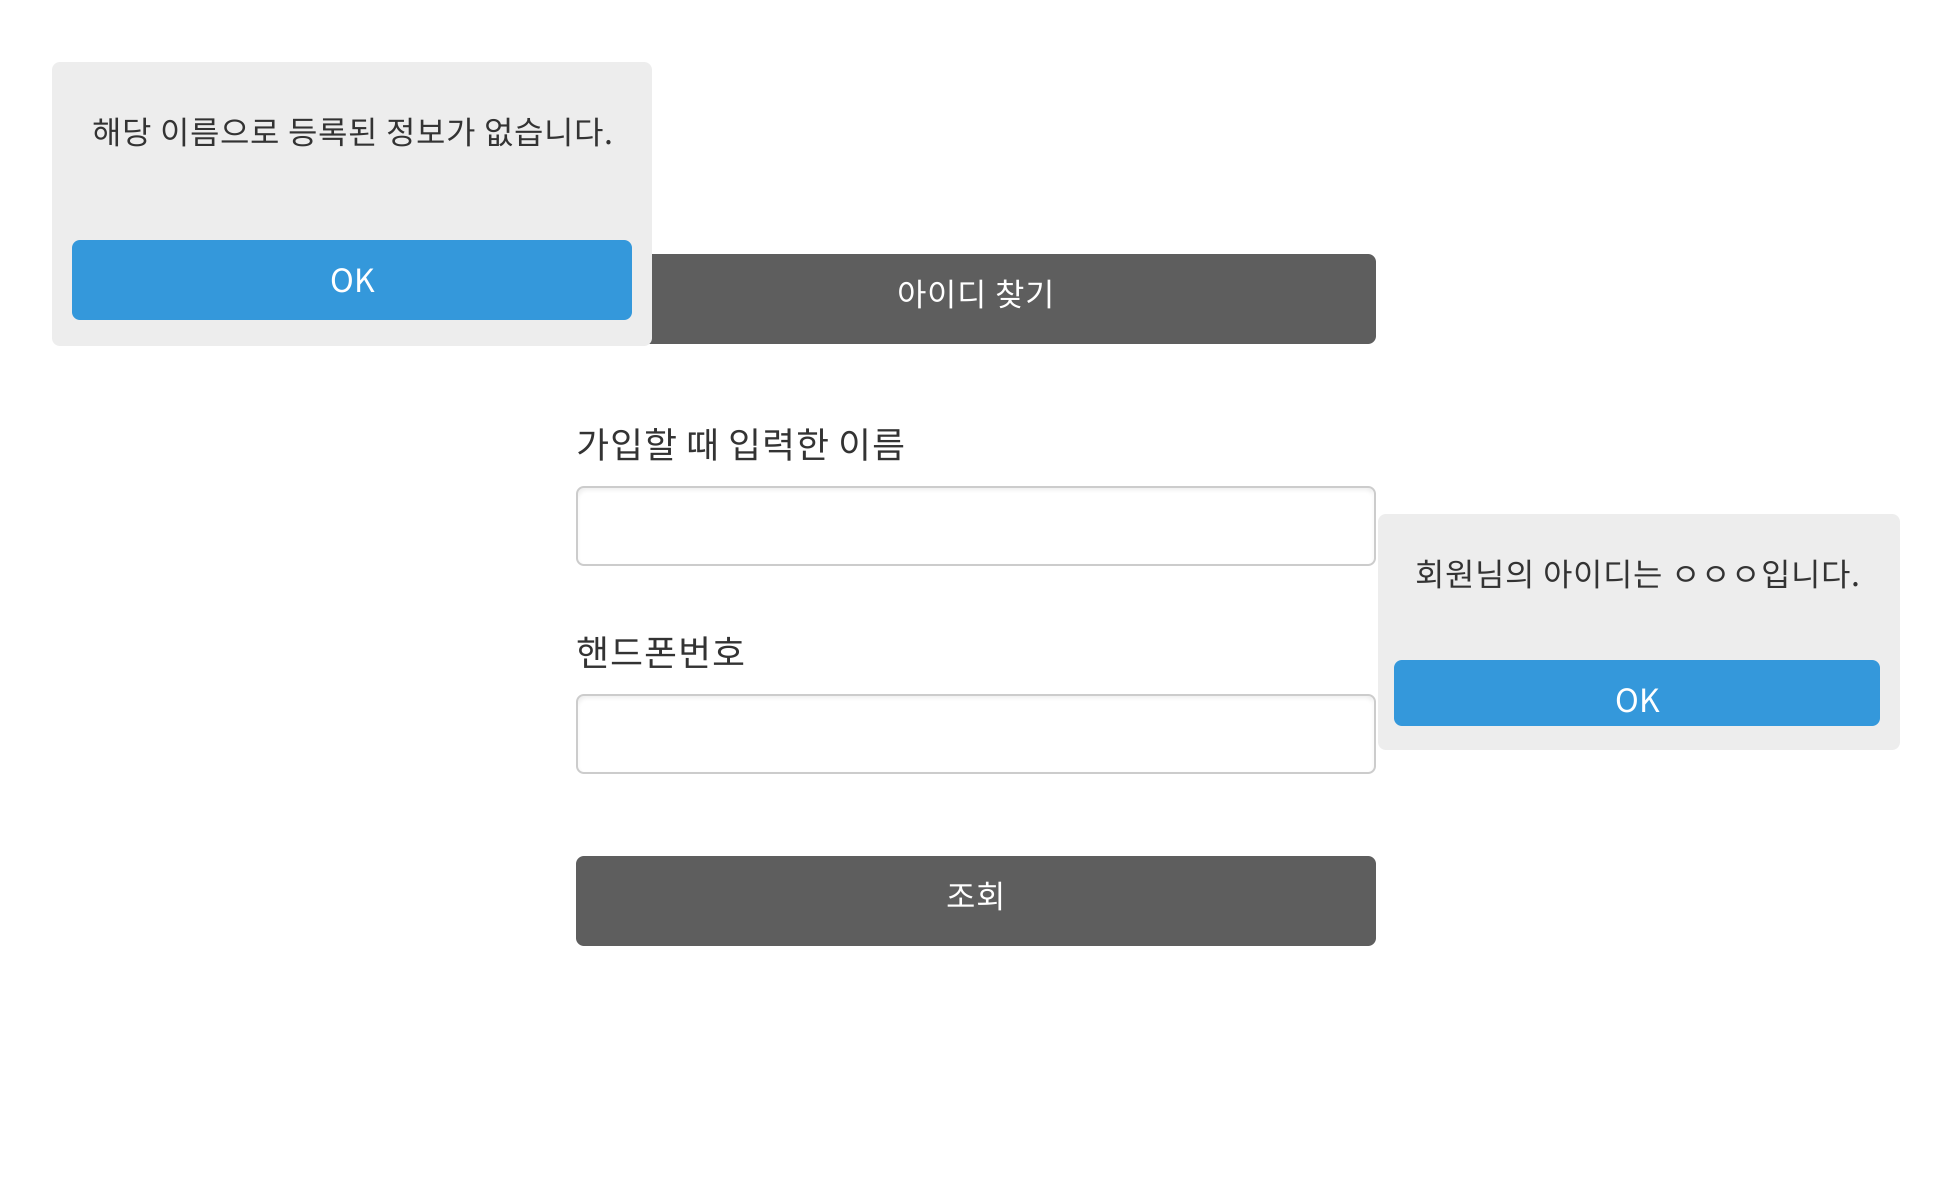 해당 이름으로 등록된 정보가 없습니다.
OK
아이디 찾기
가입할 때 입력한 이름
회원님의 아이디는 ㅇㅇㅇ입니다.
OK
핸드폰번호
조회